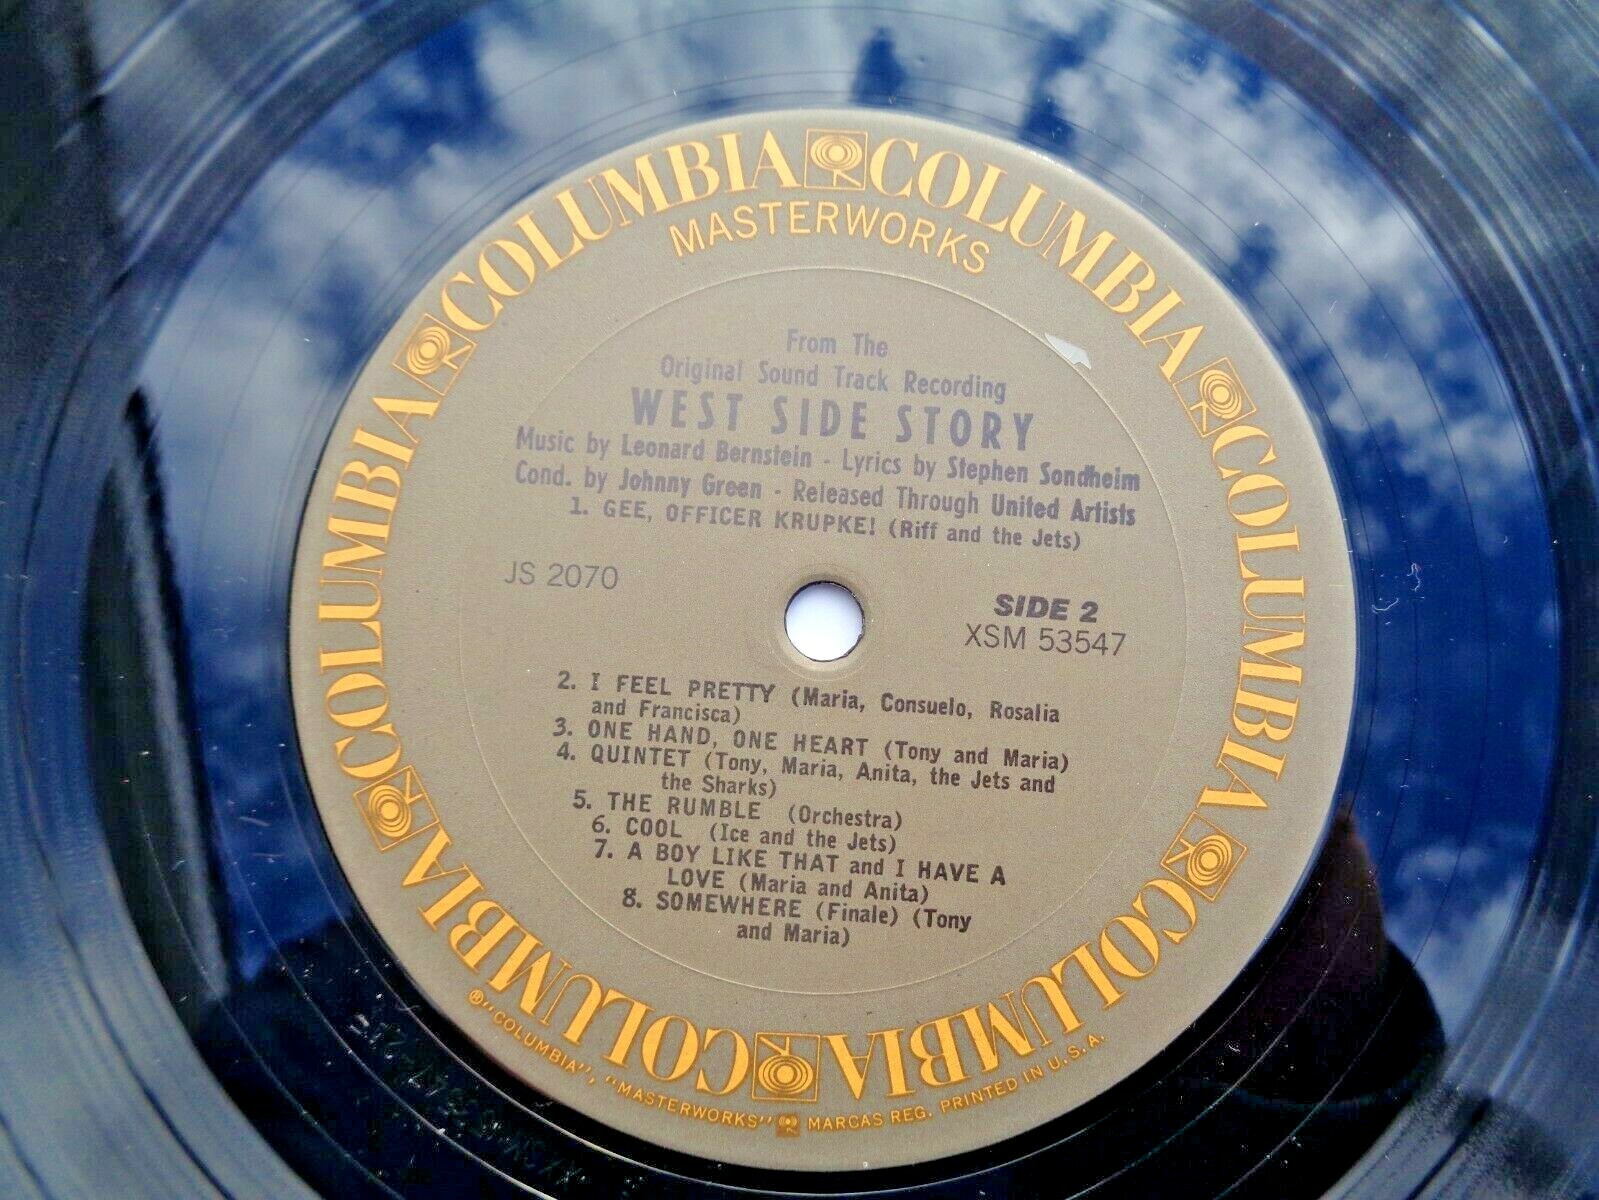 COLUMBIA COLUMBIA COLUMBIA COLUMBIA COLUMBIA COLUMBIA COLUMBIA COLUMBIA COLUMBIA COLUMBIA
MASTERWORKS
From The
Original Sound Track Recording
WEST SIDE STORY
Music by Leonard Bernstein - Lyrics by Stephen Sondheim
Cond. by Johnny Green - Released Through United Artists
1. GEE, OFFICER KRUPKE! (Riff and the Jets)
JS 2070
SIDE 2
XSM 53547
2. I FEEL PRETTY (Maria, Consuelo, Rosalia
and Francisca)
3. ONE HAND, ONE HEART (Tony and Maria)
4. QUINTET (Tony, Maria, Anita, the Jets and
the Sharks)
5. THE RUMBLE (Orchestra)
6. COOL (Ice and the Jets)
7. A BOY LIKE THAT and I HAVE A
LOVE (Maria and Anita)
8. SOMEWHERE (Finale) (Tony
and Maria)
® "COLUMBIA", "MASTERWORKS" MARCAS REG. PRINTED IN U.S.A.